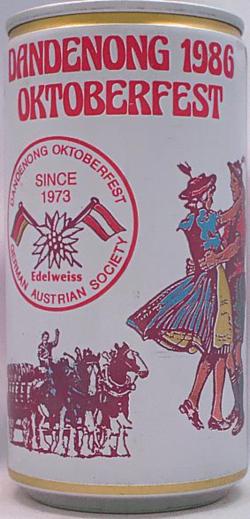 DANDENONG 1986
OKTOBERFEST
DANDENONG OKTOBERFEST
SINCE
1973
Edelweiss
GERMAN AUSTRIAN SOCIETY